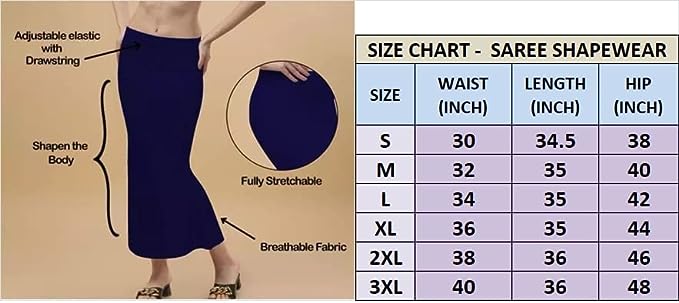 Adjustable elastic
with
Drawstring
Shapen the
Body
Fully Stretchable
Breathable Fabric
SIZE CHART - SAREE SHAPEWEAR
SIZE WAIST (INCH) LENGTH (INCH) HIP (INCH)
S 30 34.5 38
M 32 35 40
L 34 35 42
XL 36 35 44
2XL 38 36 46
3XL 40 36 48